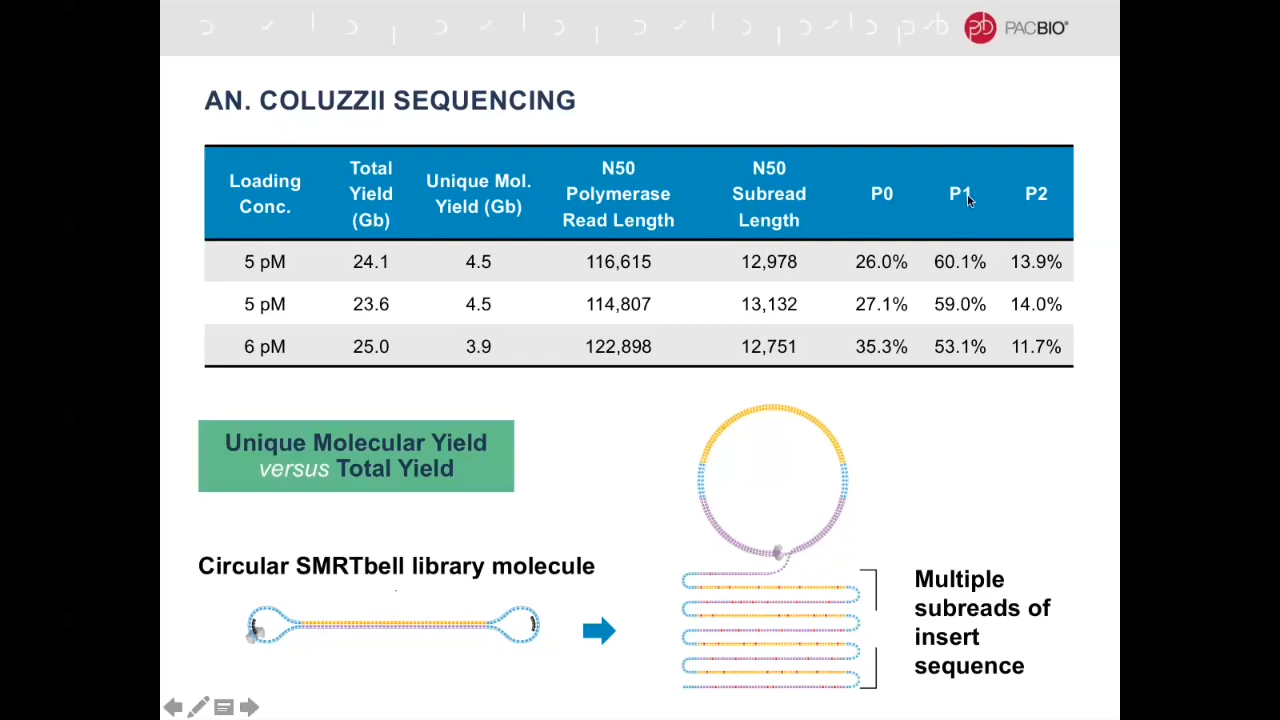 PACBIO®
AN. COLUZZII SEQUENCING
Loading Conc. Total Yield (Gb) Unique Mol. Yield (Gb) N50 Polymerase Read Length N50 Subread Length P0 P1 P2
5 pM 24.1 4.5 116,615 12,978 26.0% 60.1% 13.9%
5 pM 23.6 4.5 114,807 13,132 27.1% 59.0% 14.0%
6 pM 25.0 3.9 122,898 12,751 35.3% 53.1% 11.7%
Unique Molecular Yield
versus Total Yield
Circular SMRTbell library molecule
Multiple
subreads of
insert
sequence